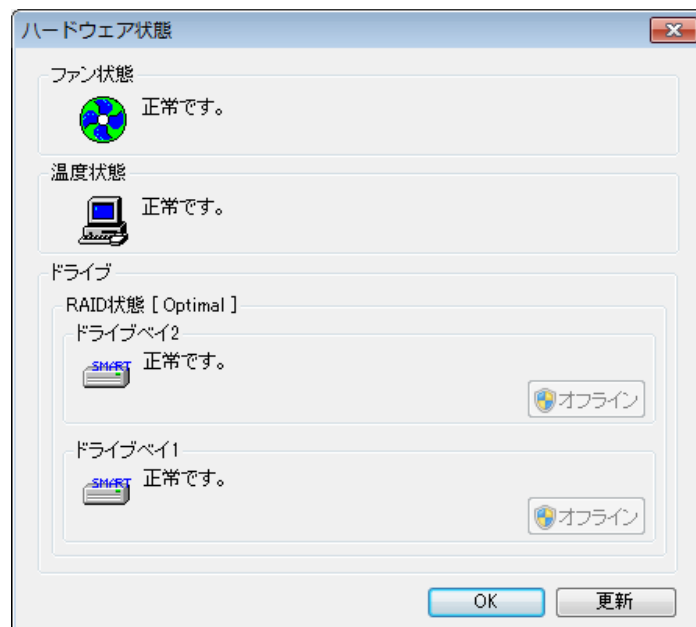 ハードウェア状態
ファン状態
正常です。
温度状態
正常です。
ドライブ
RAID状態 [ Optimal ]
ドライブベイ2
SMART
正常です。
オフライン
ドライブベイ1
SMART
正常です。
オフライン
OK
更新